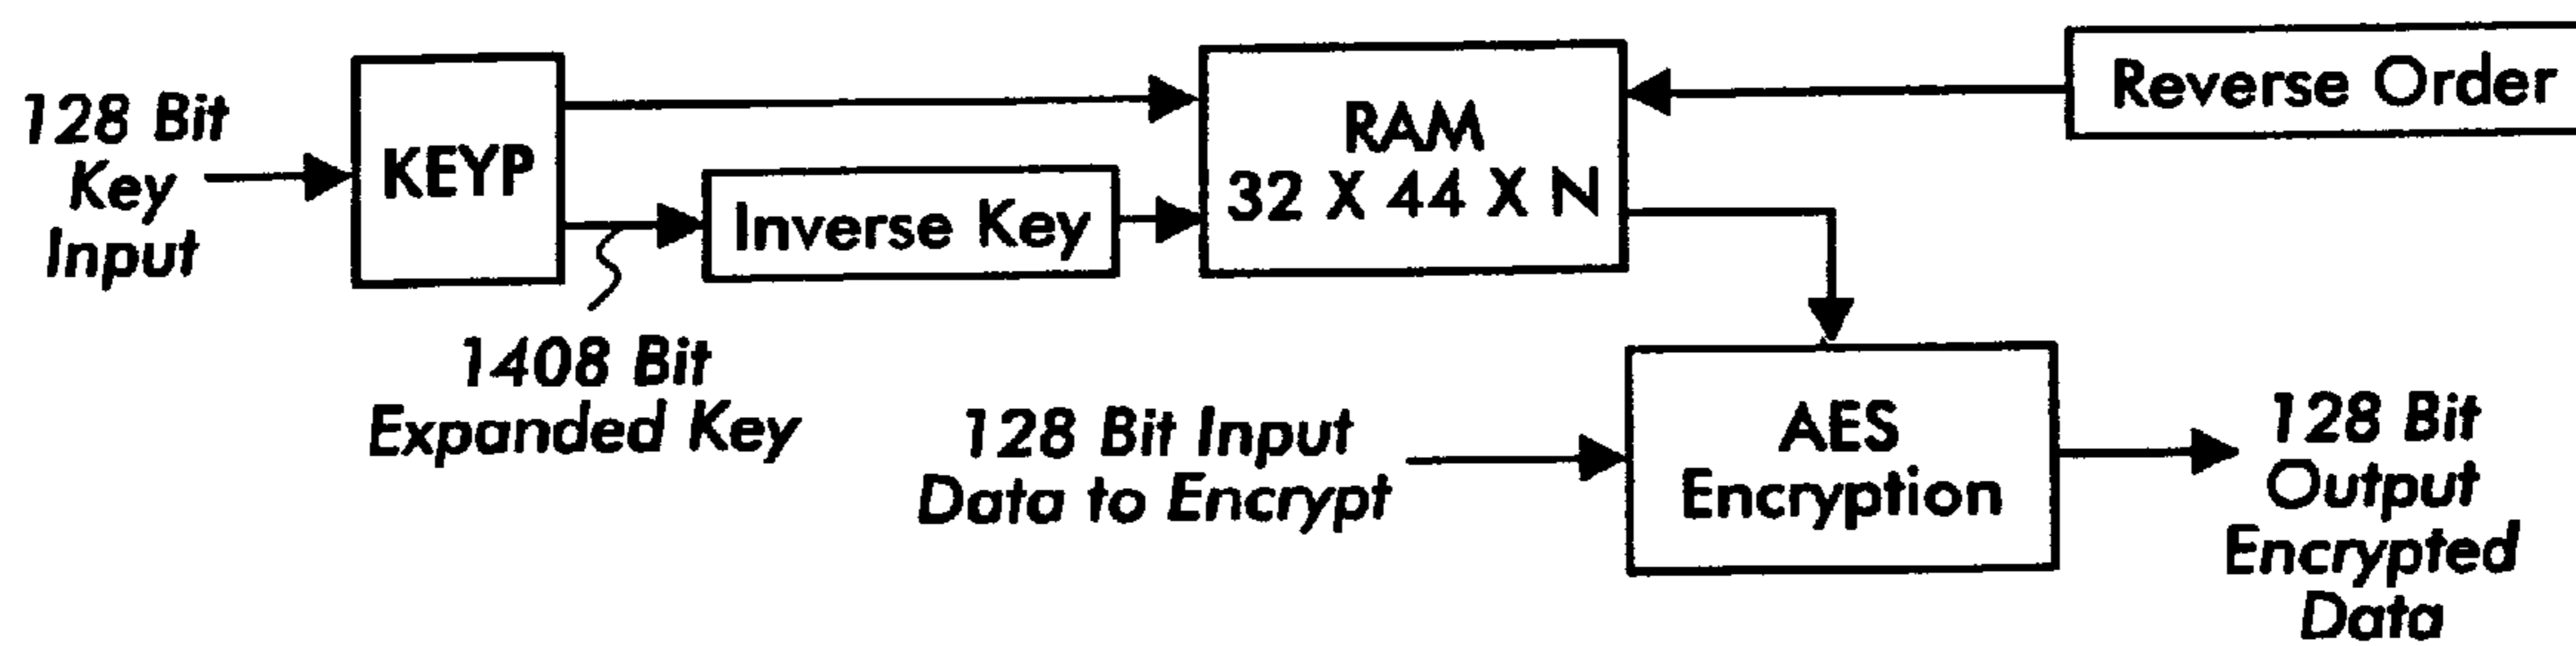 128 Bit
Key
Input
KEYP
Inverse Key
1408 Bit
Expanded Key
RAM
32 X 44 X N
Reverse Order
128 Bit Input
Data to Encrypt
AES
Encryption
128 Bit
Output
Encrypted
Data